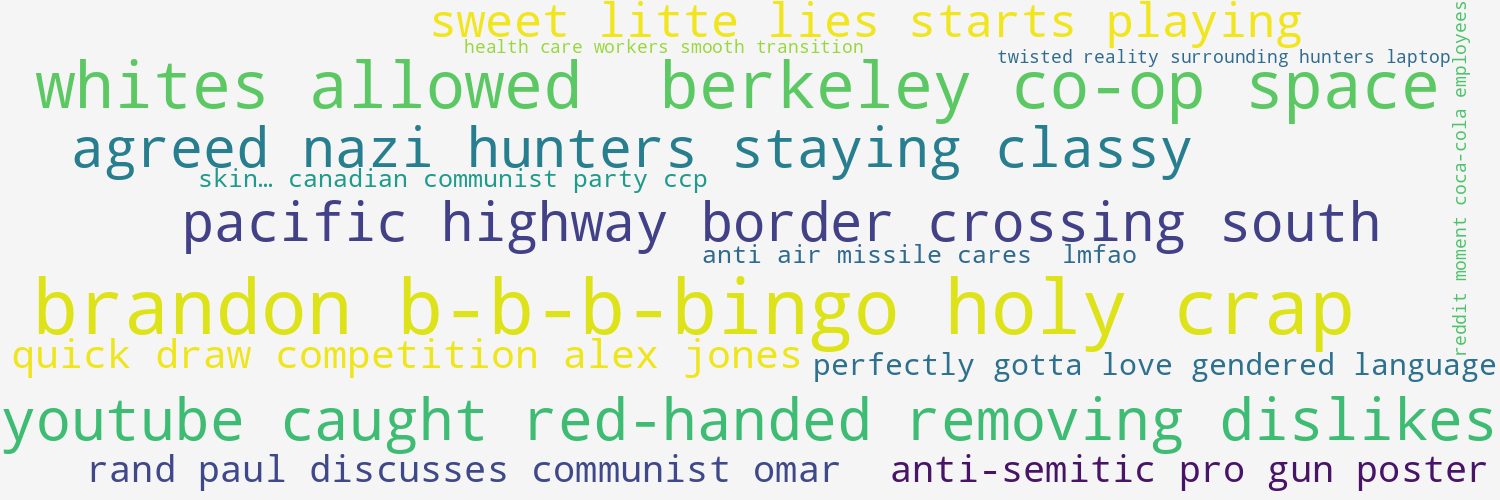 sweet litte lies starts playing
health care workers smooth transition
twisted reality surrounding hunters laptop
whites allowed berkeley co-op space
agreed nazi hunters staying classy
skin… canadian communist party ccp
pacific highway border crossing south
anti air missile cares lmfao
brandon b-b-b-bingo holy crap
quick draw competition alex jones
perfectly gotta love gendered language
youtube caught red-handed removing dislikes
rand paul discusses communist omar
anti-semitic pro gun poster
reddit moment coca-cola employees